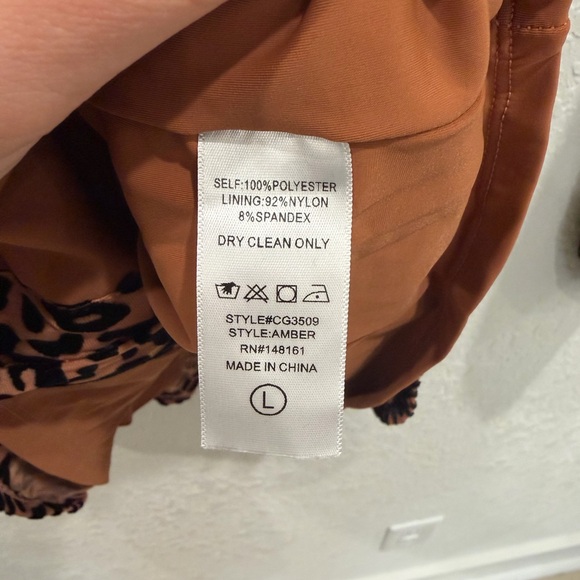 SELF:100%POLYESTER
LINING:92%NYLON
8%SPANDEX
DRY CLEAN ONLY
STYLE#CG3509
STYLE:AMBER
RN#148161
MADE IN CHINA
L